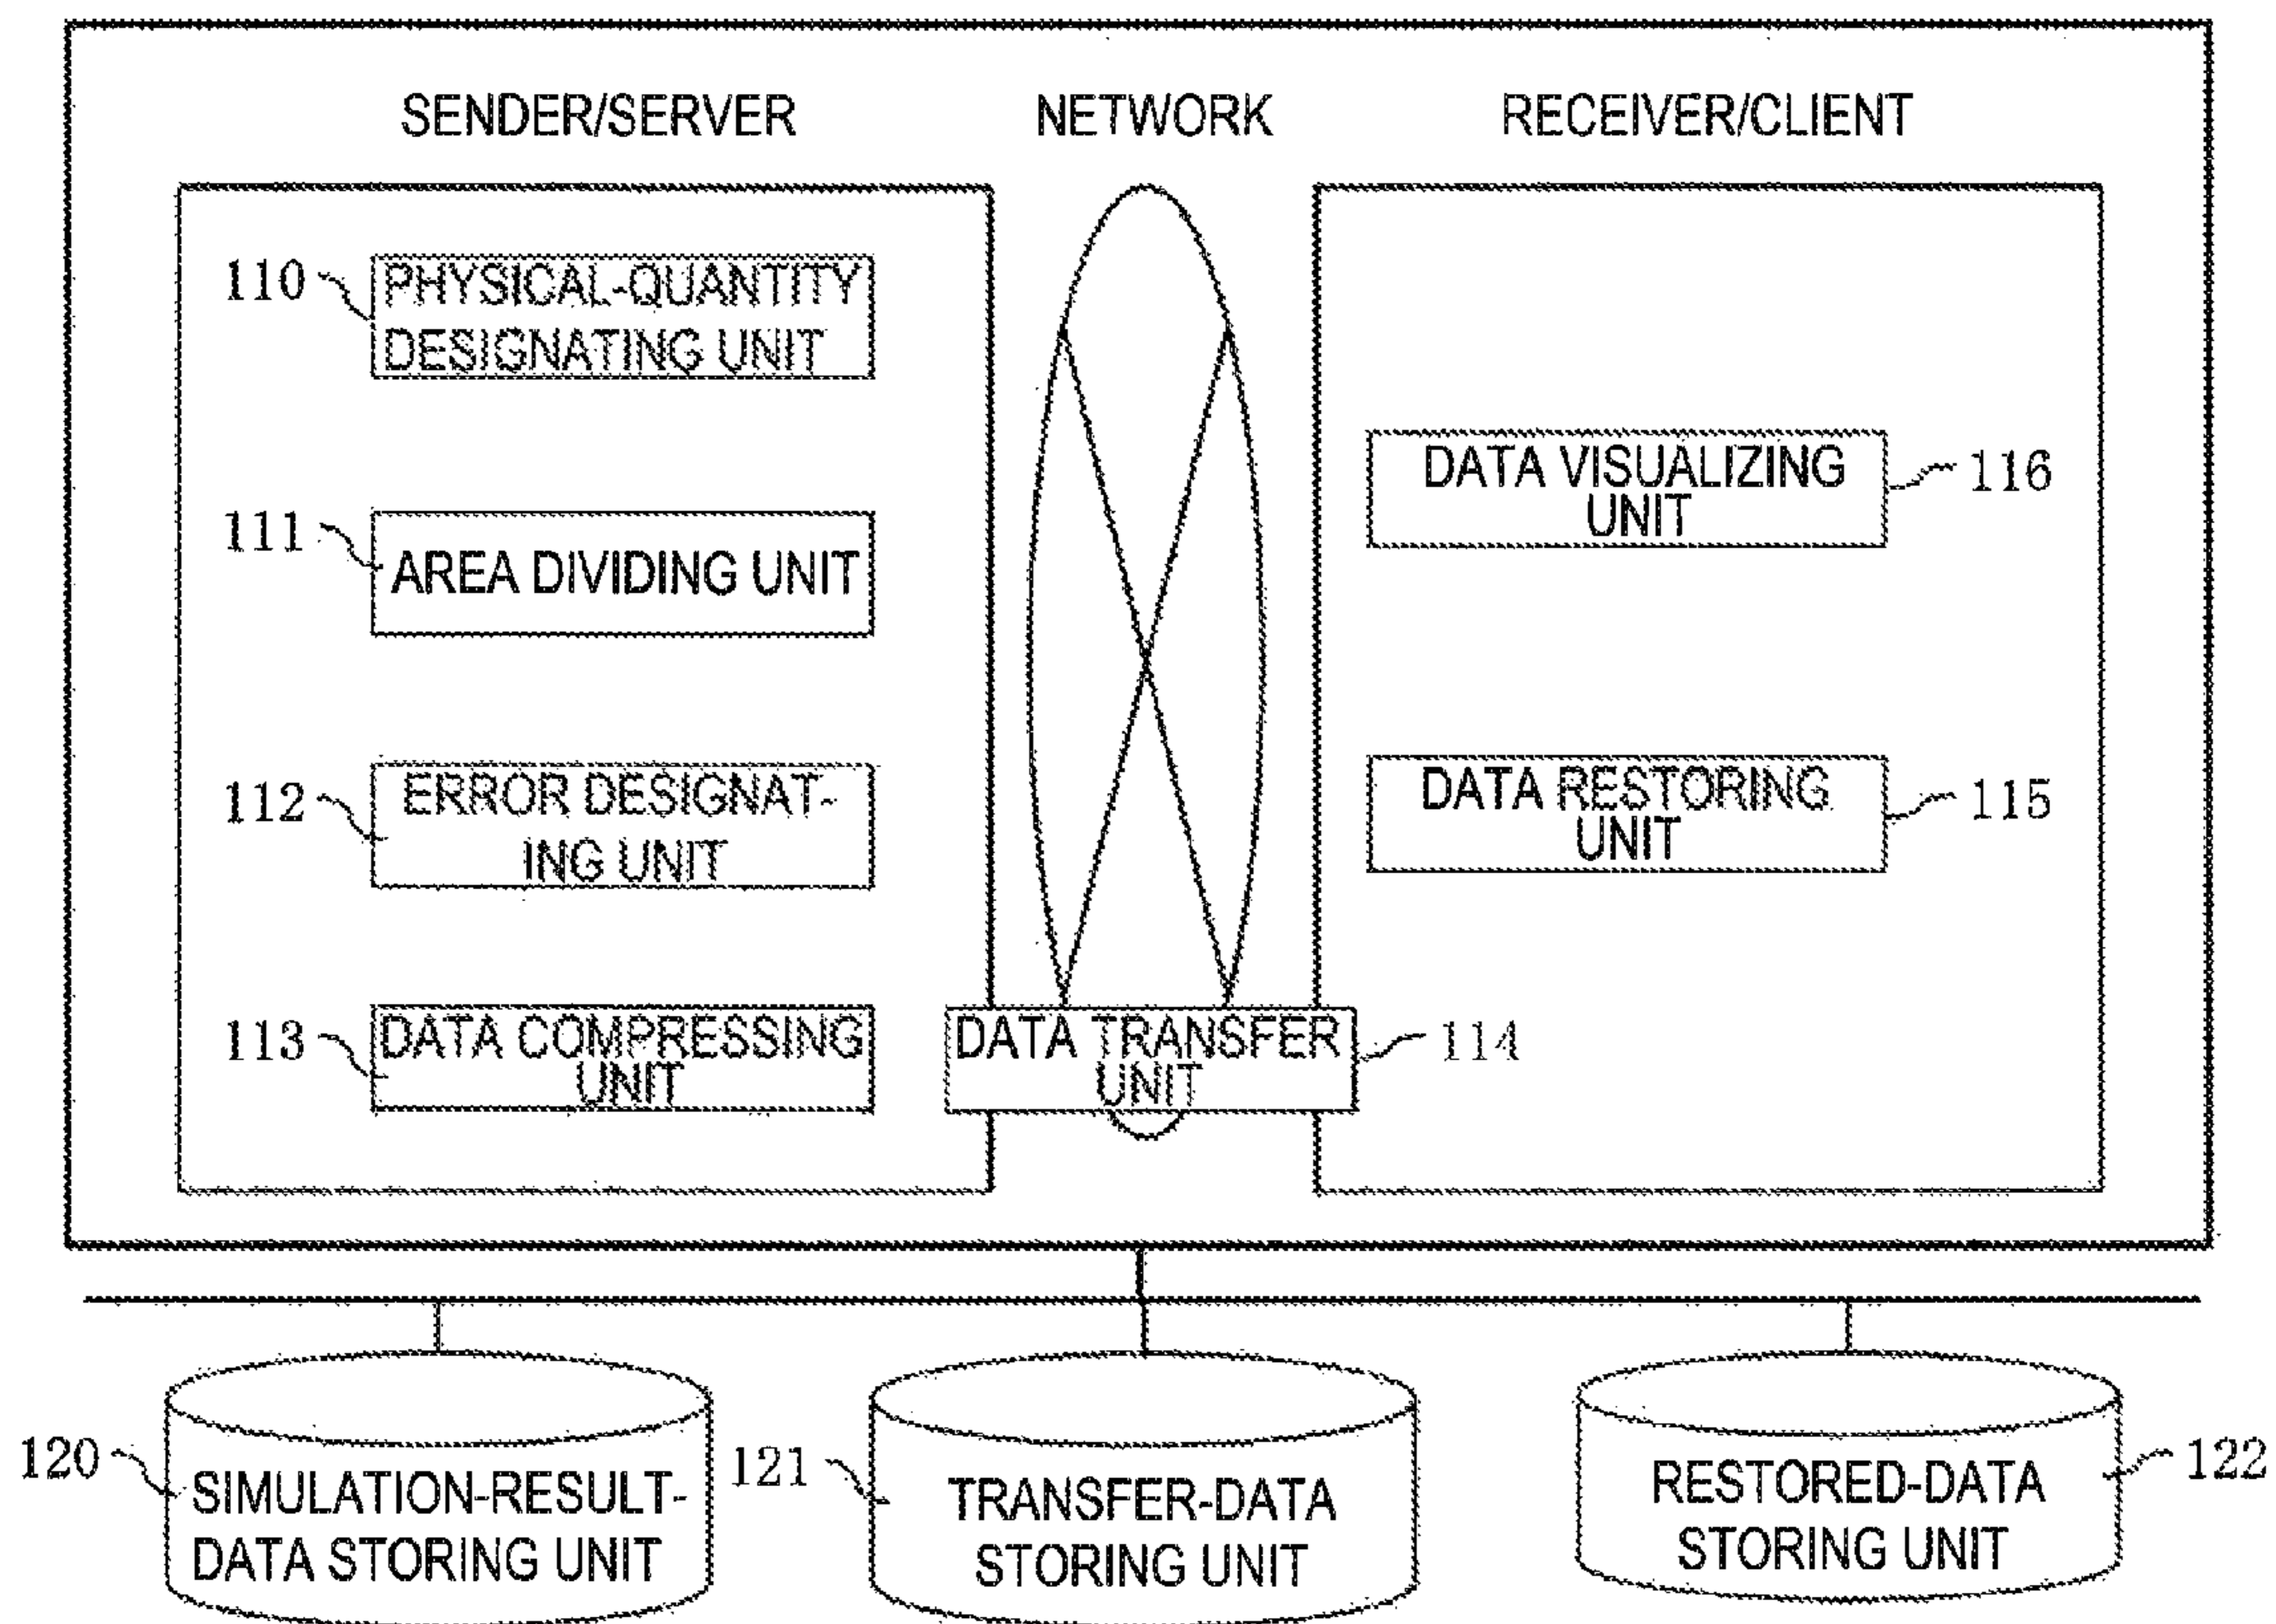 SENDER/SERVER NETWORK RECEIVER/CLIENT
110
PHYSICAL-QUANTITY
DESIGNATING UNIT
111
AREA DIVIDING UNIT
112
ERROR DESIGNAT-
ING UNIT
113
DATA COMPRESSING
UNIT
DATA TRANSFER
UNIT
114
DATA VISUALIZING
UNIT
116
DATA RESTORING
UNIT
115
120
SIMULATION-RESULT-
DATA STORING UNIT
121
TRANSFER-DATA
STORING UNIT
RESTORED-DATA
STORING UNIT
122